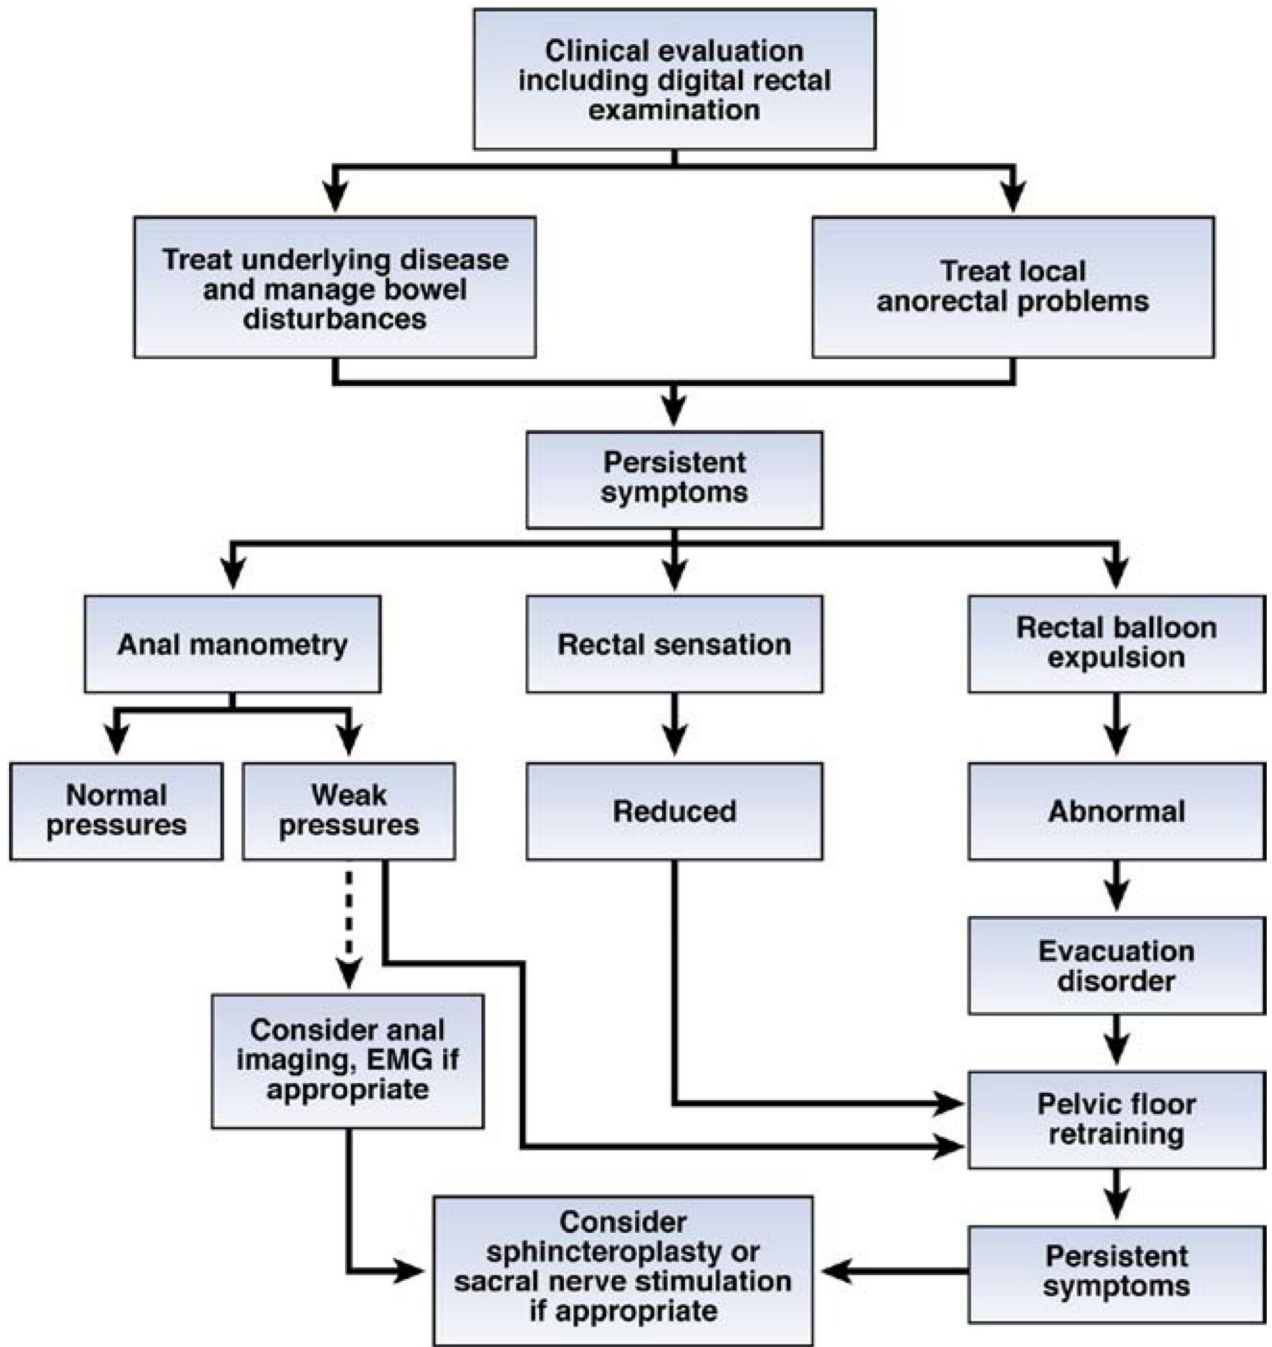 Clinical evaluation
including digital rectal
examination
Treat underlying disease
and manage bowel
disturbances
Treat local
anorectal problems
Persistent
symptoms
Anal manometry
Rectal sensation
Rectal balloon
expulsion
Normal
pressures
Weak
pressures
Reduced
Abnormal
Evacuation
disorder
Consider anal
imaging, EMG if
appropriate
Pelvic floor
retraining
Consider
sphincteroplasty or
sacral nerve stimulation
if appropriate
Persistent
symptoms